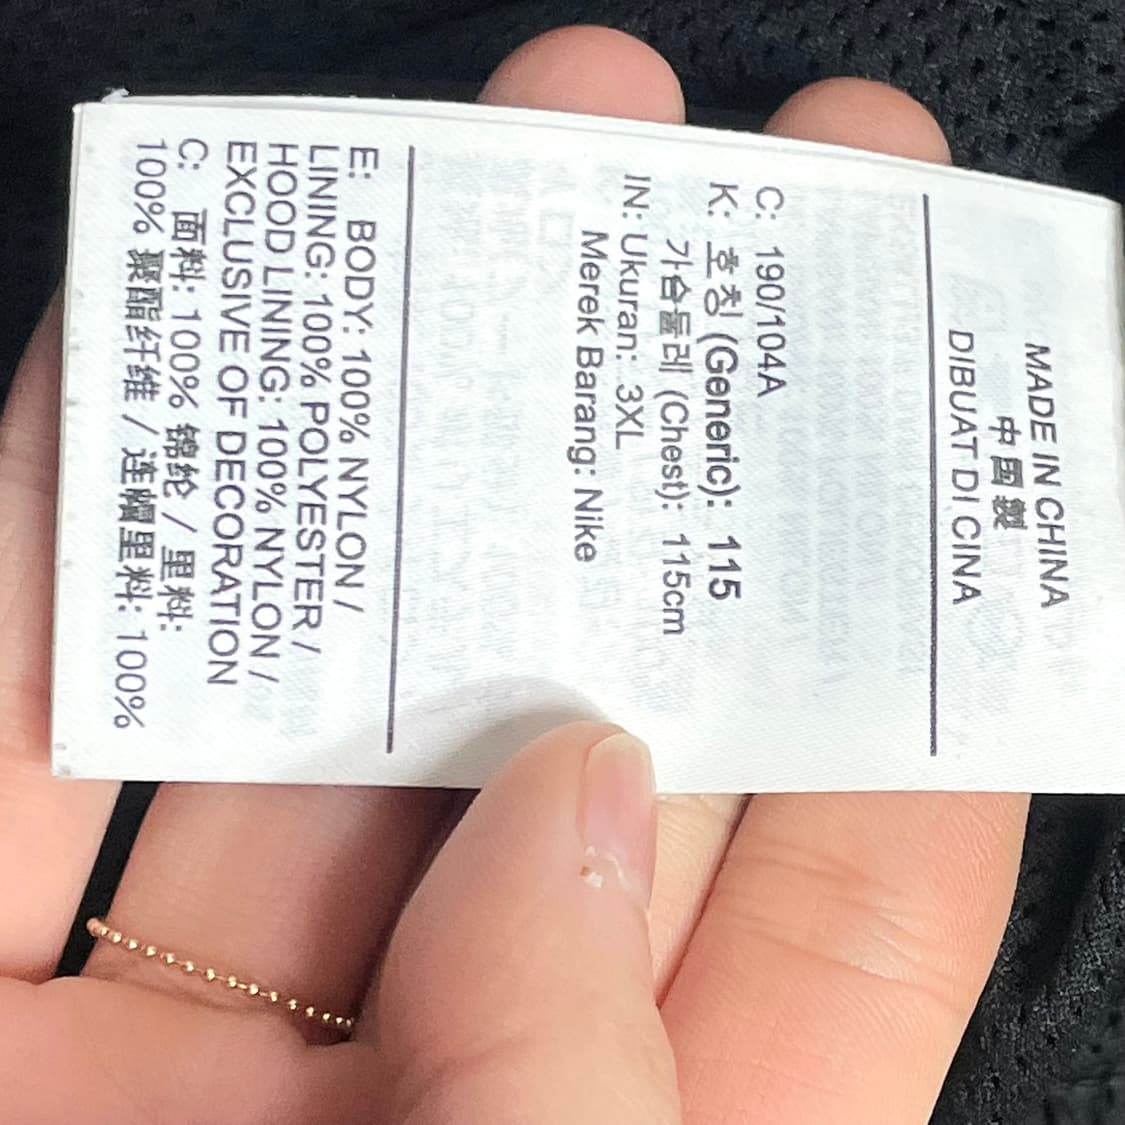 MADE IN CHINA
中國製
DIBUAT DI CINA
C: 190/104A
K: 호칭 (Generic): 115
가슴둘레 (Chest): 115cm
IN: Ukuran: 3XL
Merek Barang: Nike
E: BODY: 100% NYLON /
LINING: 100% POLYESTER /
HOOD LINING: 100% NYLON /
EXCLUSIVE OF DECORATION
C: 面料: 100% 锦纶 / 里料:
100% 聚酯纤维 / 连帽里料: 100%